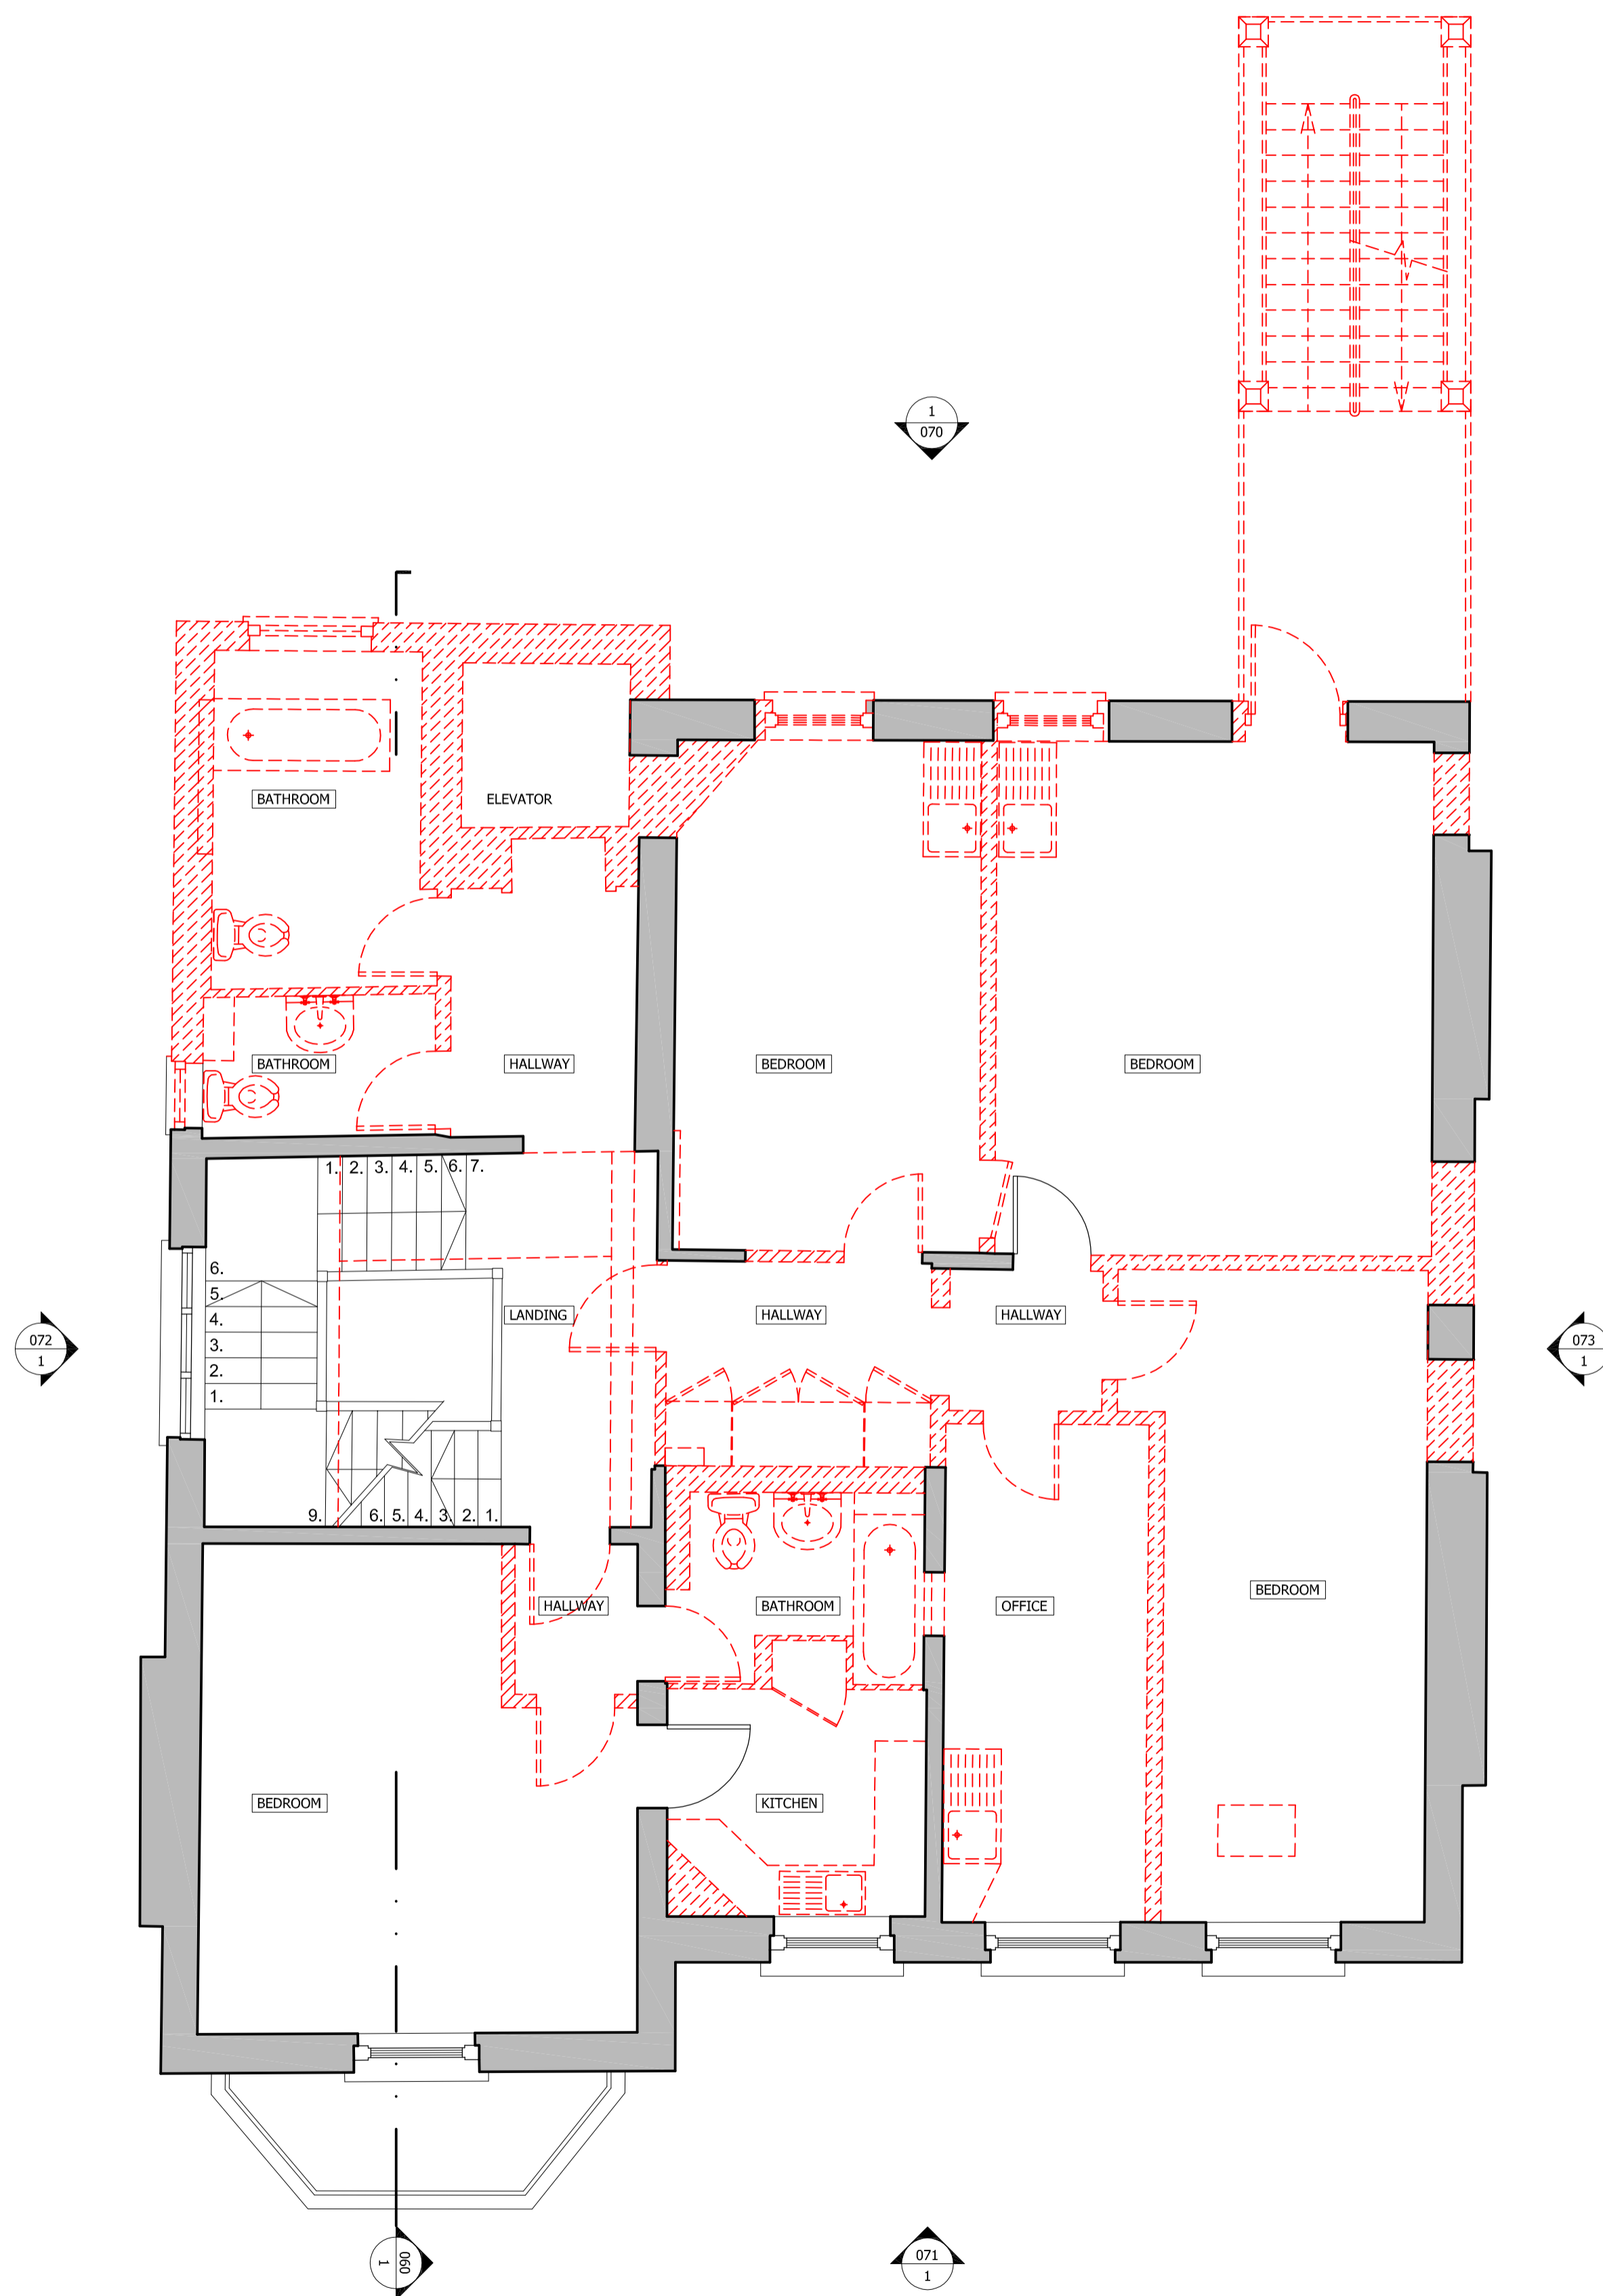 1
070
BATHROOM
ELEVATOR
BATHROOM
HALLWAY
BEDROOM
BEDROOM
1. 2. 3. 4. 5. 6. 7.
6.
5.
4.
3.
2.
1.
LANDING
HALLWAY
HALLWAY
072
1
073
1
9. 6. 5. 4. 3. 2. 1.
HALLWAY
BATHROOM
OFFICE
BEDROOM
BEDROOM
KITCHEN
060
1
071
1